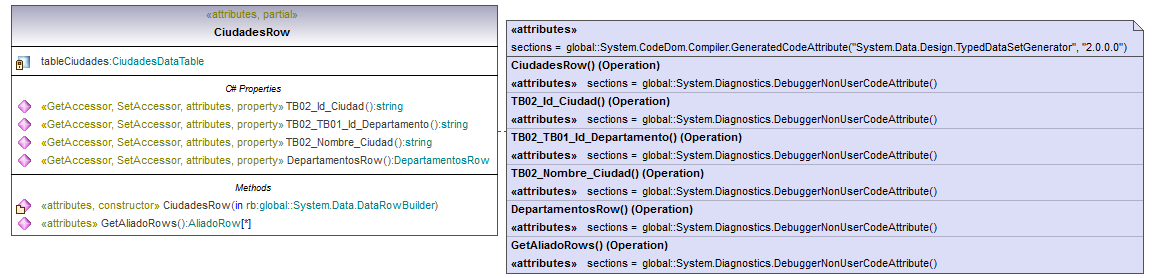 «attributes, partial»
CiudadesRow
tableCiudades:CiudadesDataTable
C# Properties
«GetAccessor, SetAccessor, attributes, property» TB02_Id_Ciudad():string
«GetAccessor, SetAccessor, attributes, property» TB02_TB01_Id_Departamento():string
«GetAccessor, SetAccessor, attributes, property» TB02_Nombre_Ciudad():string
«GetAccessor, SetAccessor, attributes, property» DepartamentosRow():DepartamentosRow
Methods
«attributes, constructor» CiudadesRow(in rb:global::System.Data.DataRowBuilder)
«attributes» GetAliadoRows():AliadoRow[*]
«attributes»
sections = global::System.CodeDom.Compiler.GeneratedCodeAttribute("System.Data.Design.TypedDataSetGenerator", "2.0.0.0")
CiudadesRow() (Operation)
«attributes» sections = global::System.Diagnostics.DebuggerNonUserCodeAttribute()
TB02_Id_Ciudad() (Operation)
«attributes» sections = global::System.Diagnostics.DebuggerNonUserCodeAttribute()
TB02_TB01_Id_Departamento() (Operation)
«attributes» sections = global::System.Diagnostics.DebuggerNonUserCodeAttribute()
TB02_Nombre_Ciudad() (Operation)
«attributes» sections = global::System.Diagnostics.DebuggerNonUserCodeAttribute()
DepartamentosRow() (Operation)
«attributes» sections = global::System.Diagnostics.DebuggerNonUserCodeAttribute()
GetAliadoRows() (Operation)
«attributes» sections = global::System.Diagnostics.DebuggerNonUserCodeAttribute()